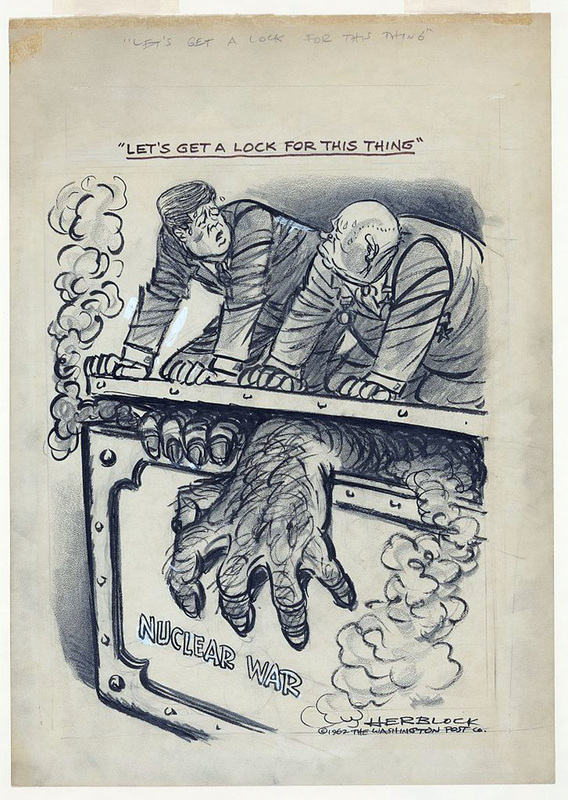 "LET'S GET A LOCK FOR THIS THING"
"LET'S GET A LOCK FOR THIS THING"
NUCLEAR WAR
HERBLOCK
©1962 THE WASHINGTON POST CO.